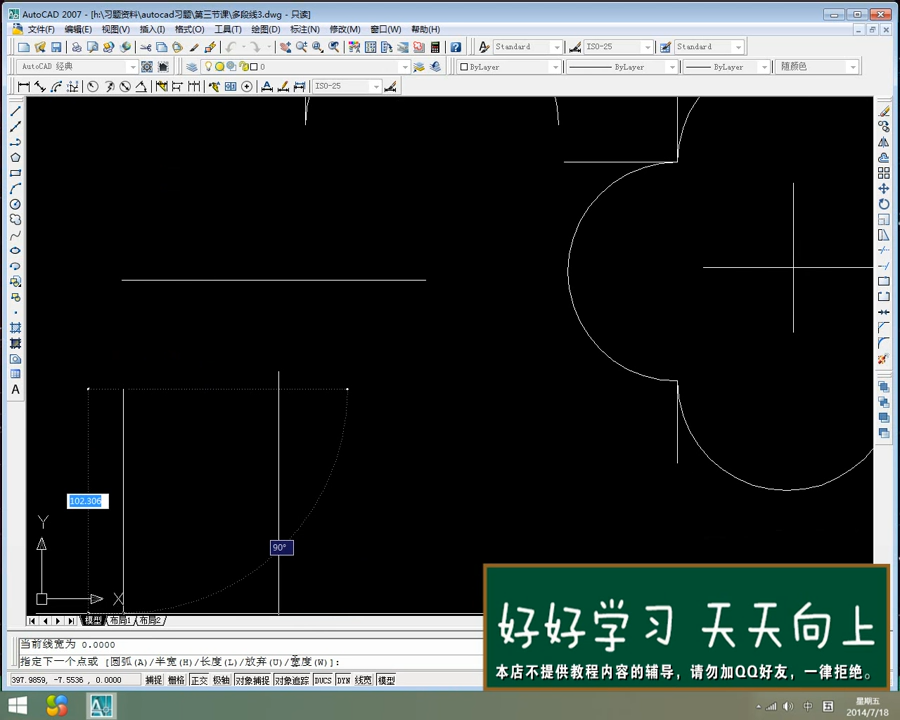 AutoCAD 2007 - [h:\习题资料\autocad习题\第三节课\多段线3.dwg - 只读]
文件(F) 编辑(E) 视图(V) 插入(I) 格式(O) 工具(T) 绘图(D) 标注(N) 修改(M) 窗口(W) 帮助(H)
Standard ISO-25 Standard
AutoCAD 经典 0 ByLayer ByLayer ByLayer 随颜色
ISO-25
A
102.306
90°
Y
X
模型 布局1 布局2
当前线宽为 0.0000
指定下一个点或 [圆弧(A)/半宽(H)/长度(L)/放弃(U)/宽度(W)]:
397.9859, -7.5536 , 0.0000 捕捉 栅格 正交 极轴 对象捕捉 对象追踪 DUCS DYN 线宽 模型
好好学习 天天向上
本店不提供教程内容的辅导，请勿加QQ好友，一律拒绝。
中
五
星期五
2014/7/18